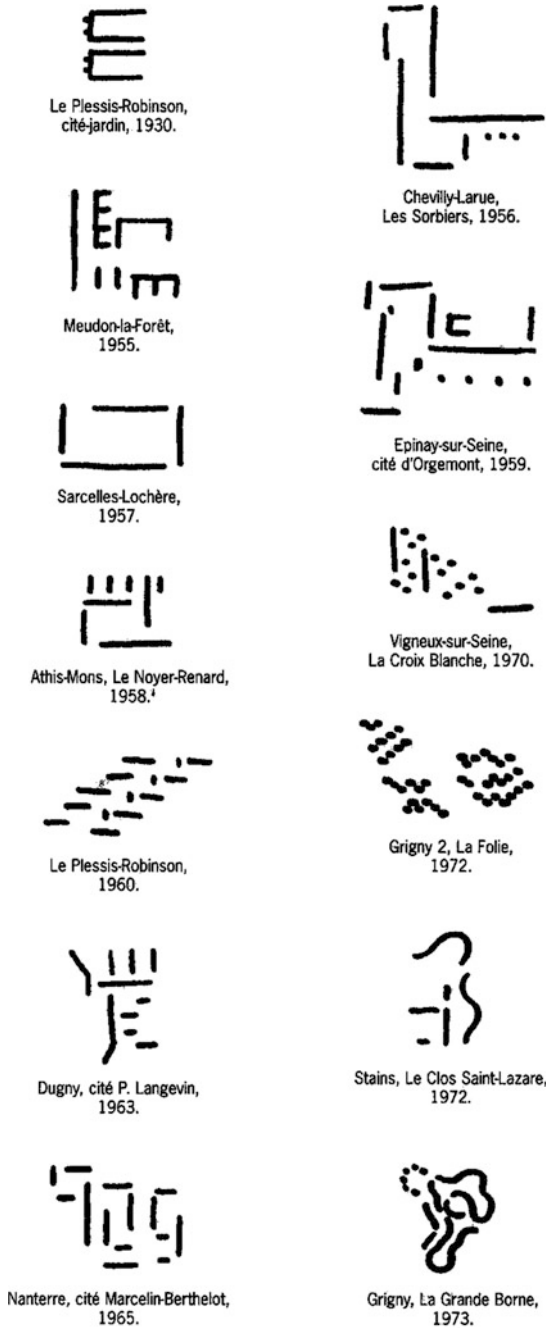 Le Plessis-Robinson,
cité-jardin, 1930.
Meudon-la-Forêt,
1955.
Sarcelles-Lochère,
1957.
Athis-Mons, Le Noyer-Renard,
1958.
Le Plessis-Robinson,
1960.
Dugny, cité P. Langevin,
1963.
Nanterre, cité Marcelin-Berthelot,
1965.
Chevilly-Larue,
Les Sorbiers, 1956.
Epinay-sur-Seine,
cité d'Orgemont, 1959.
Vigneux-sur-Seine,
La Croix Blanche, 1970.
Grigny 2, La Folie,
1972.
Stains, Le Clos Saint-Lazare,
1972.
Grigny, La Grande Borne,
1973.